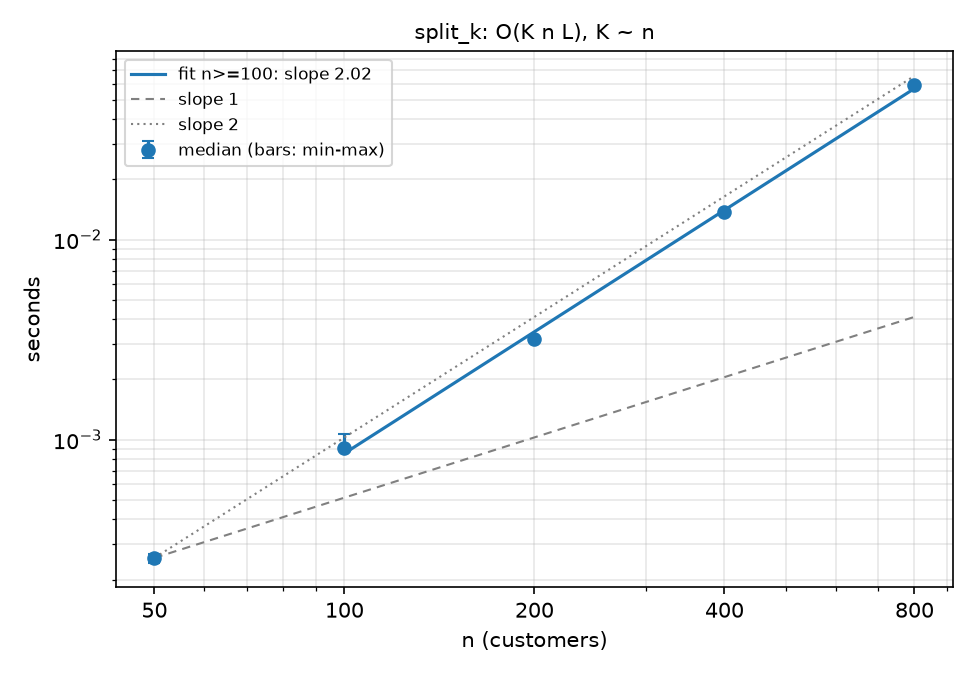 split_k: O(K n L), K ~ n
fit n>=100: slope 2.02
slope 1
slope 2
median (bars: min-max)
10⁻²
10⁻³
seconds
50 100 200 400 800
n (customers)